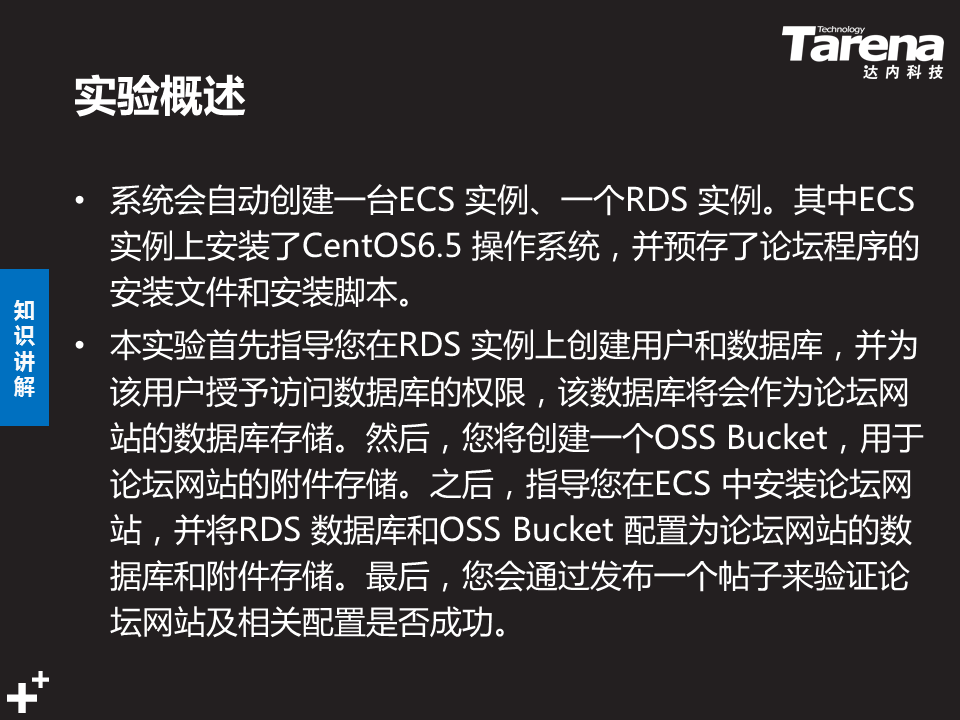 Technology
Tarena
达内科技
实验概述
• 系统会自动创建一台ECS 实例、一个RDS 实例。其中ECS
实例上安装了CentOS6.5 操作系统，并预存了论坛程序的
安装文件和安装脚本。
• 本实验首先指导您在RDS 实例上创建用户和数据库，并为
该用户授予访问数据库的权限，该数据库将会作为论坛网
站的数据库存储。然后，您将创建一个OSS Bucket，用于
论坛网站的附件存储。之后，指导您在ECS 中安装论坛网
站，并将RDS 数据库和OSS Bucket 配置为论坛网站的数
据库和附件存储。最后，您会通过发布一个帖子来验证论
坛网站及相关配置是否成功。
知
识
讲
解